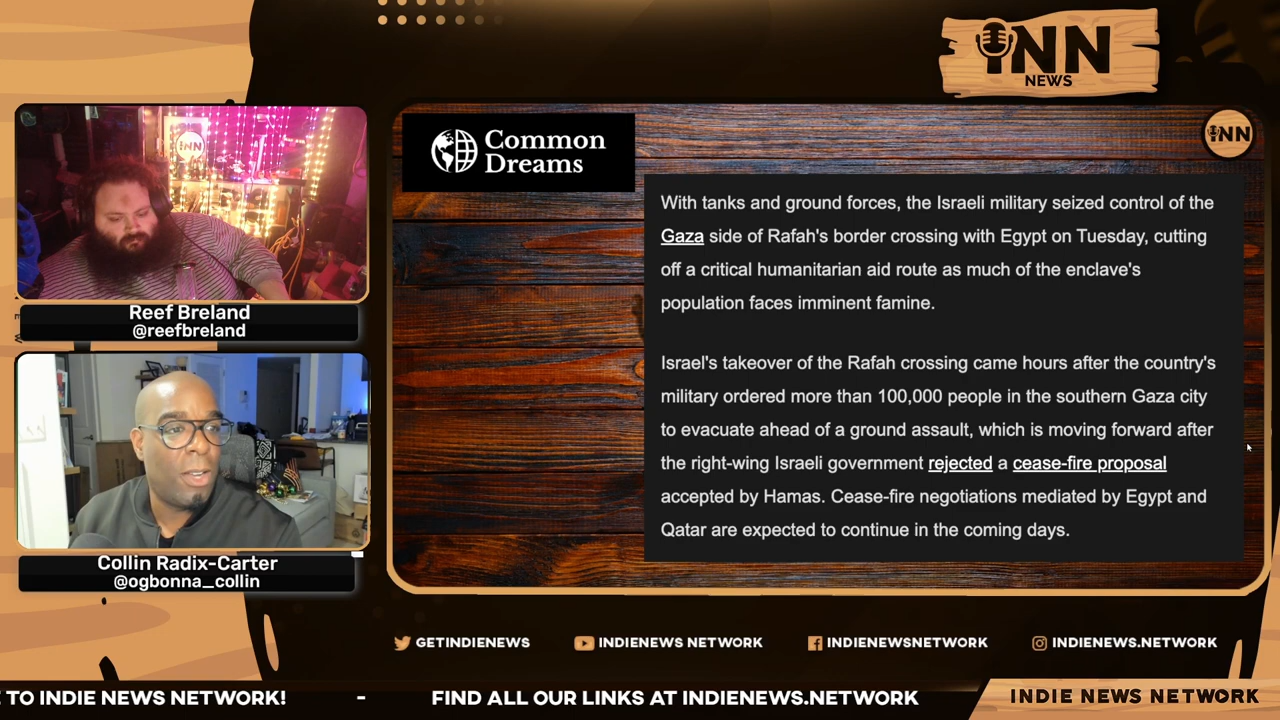 iNN
NEWS
iNN
Common
Dreams
iNN
With tanks and ground forces, the Israeli military seized control of the
Gaza side of Rafah's border crossing with Egypt on Tuesday, cutting
off a critical humanitarian aid route as much of the enclave's
population faces imminent famine.
Israel's takeover of the Rafah crossing came hours after the country's
military ordered more than 100,000 people in the southern Gaza city
to evacuate ahead of a ground assault, which is moving forward after
the right-wing Israeli government rejected a cease-fire proposal
accepted by Hamas. Cease-fire negotiations mediated by Egypt and
Qatar are expected to continue in the coming days.
Reef Breland
@reefbreland
Collin Radix-Carter
@ogbonna_collin
GETINDIENEWS
INDIENEWS NETWORK
INDIENEWSNETWORK
INDIENEWS.NETWORK
TO INDIE NEWS NETWORK! - FIND ALL OUR LINKS AT INDIENEWS.NETWORK
INDIE NEWS NETWORK